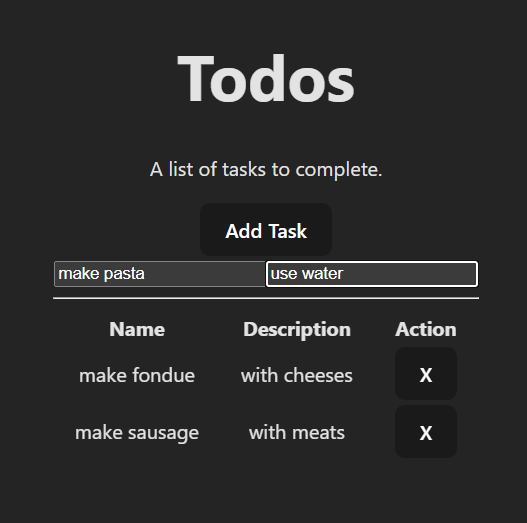 Todos
A list of tasks to complete.
Add Task
make pasta use water
Name Description Action
make fondue with cheeses X
make sausage with meats X